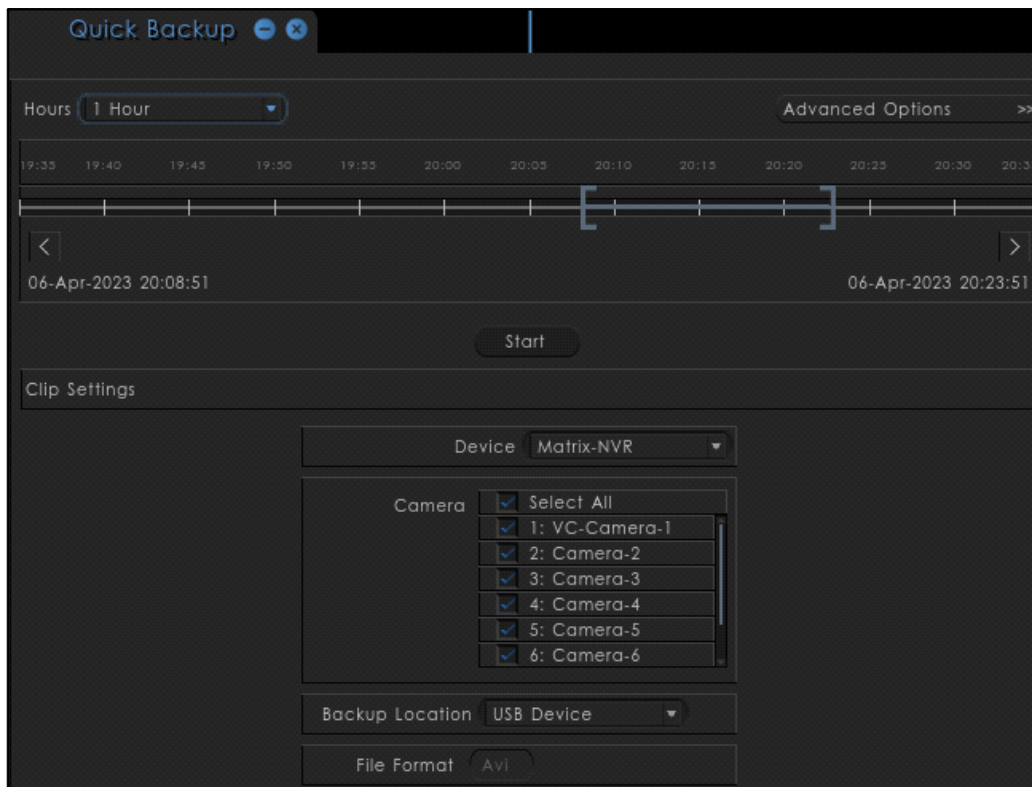 Quick Backup
Hours 1 Hour Advanced Options >>
19:35 19:40 19:45 19:50 19:55 20:00 20:05 20:10 20:15 20:20 20:25 20:30
06-Apr-2023 20:08:51 06-Apr-2023 20:23:51
Start
Clip Settings
Device Matrix-NVR
Camera Select All
1: VC-Camera-1
2: Camera-2
3: Camera-3
4: Camera-4
5: Camera-5
6: Camera-6
Backup Location USB Device
File Format Avi